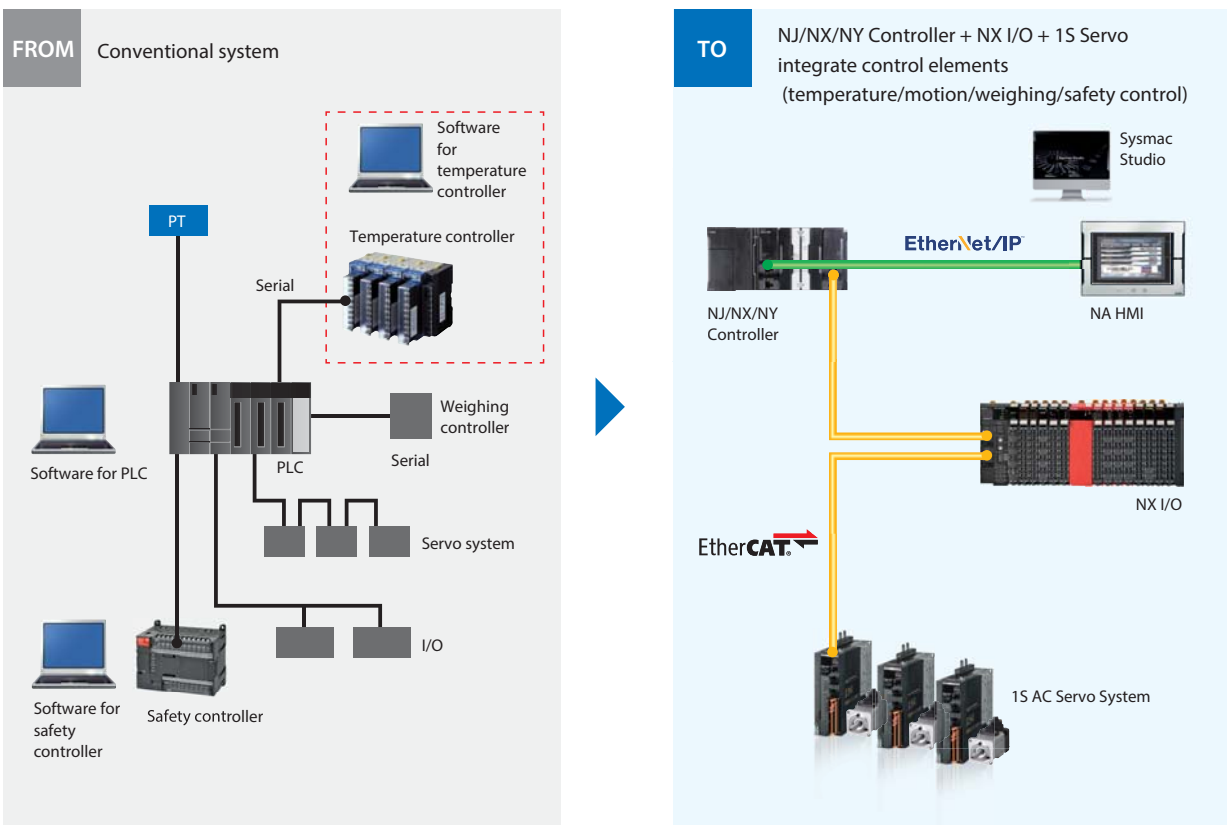 FROM
Conventional system
Software
for
temperature
controller
PT
Temperature controller
Serial
Weighing
controller
Serial
PLC
Software for PLC
Servo system
I/O
Software for
safety
controller
Safety controller
TO
NJ/NX/NY Controller + NX I/O + 1S Servo
integrate control elements
(temperature/motion/weighing/safety control)
Sysmac
Studio
EtherNet/IP™
NJ/NX/NY
Controller
NA HMI
NX I/O
EtherCAT®
1S AC Servo System